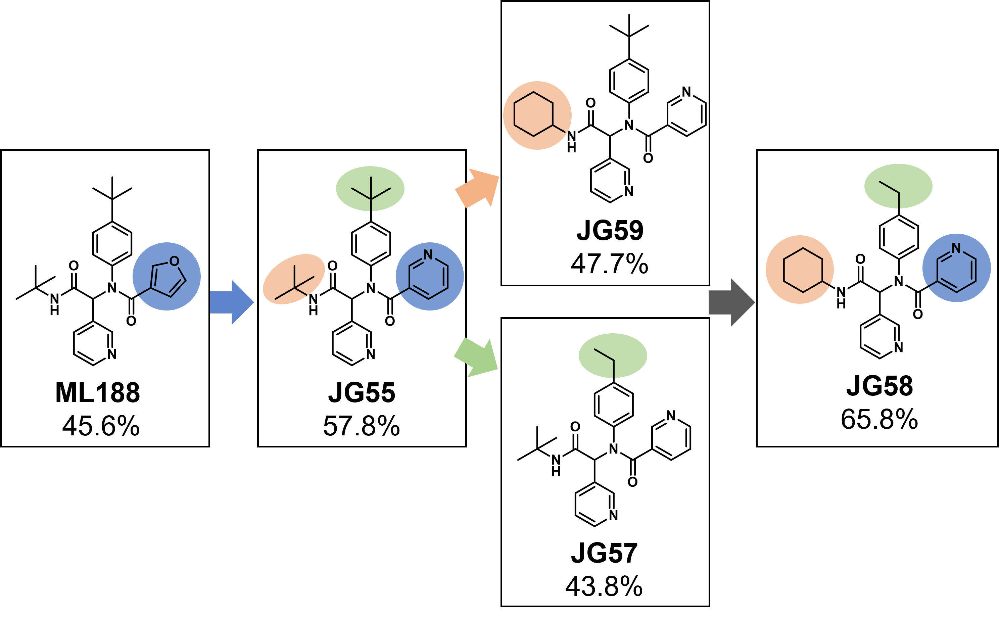 O
O
N
N
H
O
N
ML188
45.6%
N
O
N
N
H
O
N
JG55
57.8%
N
O
N
N
H
O
N
JG59
47.7%
N
O
N
N
H
O
N
JG57
43.8%
N
O
N
N
H
O
N
JG58
65.8%